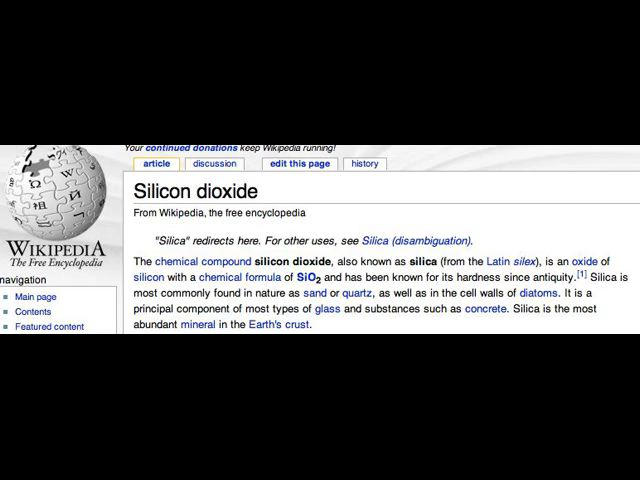 Your continued donations keep Wikipedia running!
article discussion edit this page history
Silicon dioxide
From Wikipedia, the free encyclopedia
"Silica" redirects here. For other uses, see Silica (disambiguation).
The chemical compound silicon dioxide, also known as silica (from the Latin silex), is an oxide of
silicon with a chemical formula of SiO2 and has been known for its hardness since antiquity.[1] Silica is
most commonly found in nature as sand or quartz, as well as in the cell walls of diatoms. It is a
principal component of most types of glass and substances such as concrete. Silica is the most
abundant mineral in the Earth's crust.
Ω W И
WIKIPEDIA
The Free Encyclopedia
navigation
Main page
Contents
Featured content